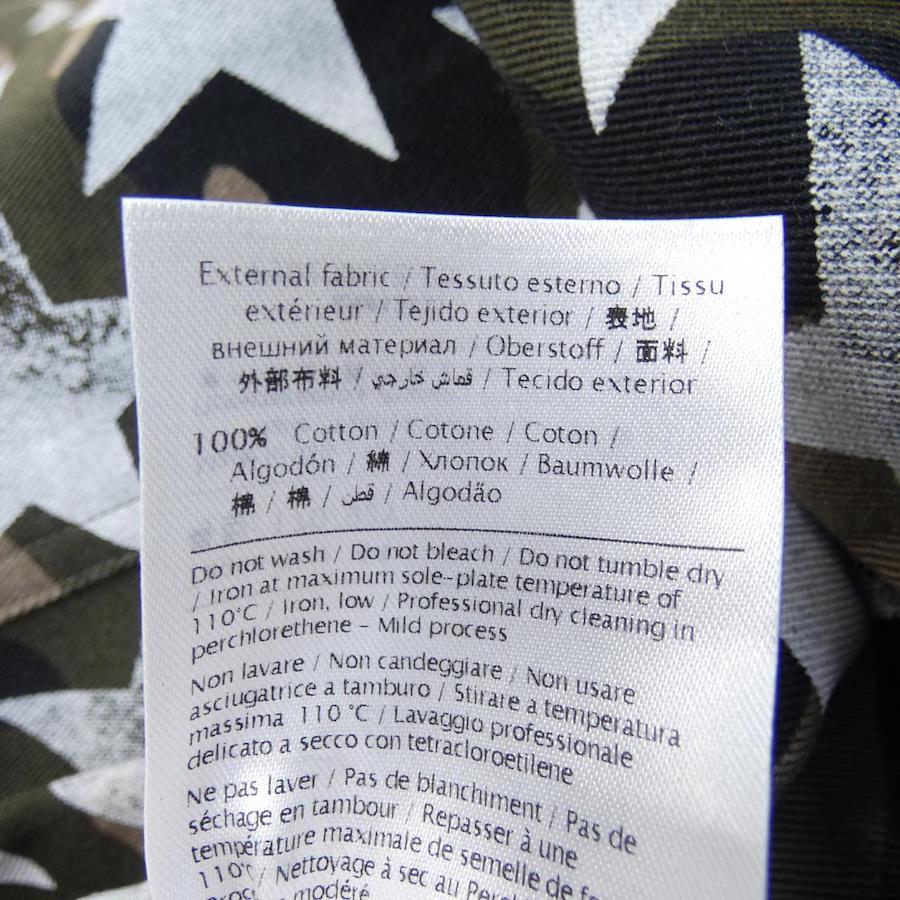 External fabric / Tessuto esterno / Tissu
extérieur / Tejido exterior / 表地 /
внешний материал / Oberstoff / 面料 /
外部布料 / قماش خارجي / Tecido exterior
100% Cotton / Cotone / Coton /
Algodón / 綿 / Хлопок / Baumwolle /
棉 / 棉 / قطن / Algodão
Do not wash / Do not bleach / Do not tumble dry
/ Iron at maximum sole-plate temperature of
110°C / Iron, low / Professional dry cleaning in
perchlorethene - Mild process
Non lavare / Non candeggiare / Non usare
asciugatrice a tamburo / Stirare a temperatura
massima 110 °C / Lavaggio professionale
delicato a secco con tetracloroetilene
Ne pas laver / Pas de blanchiment / Pas de
séchage en tambour / Repasser à une
température maximale de semelle de
110°C / Nettoyage à sec au
modéré